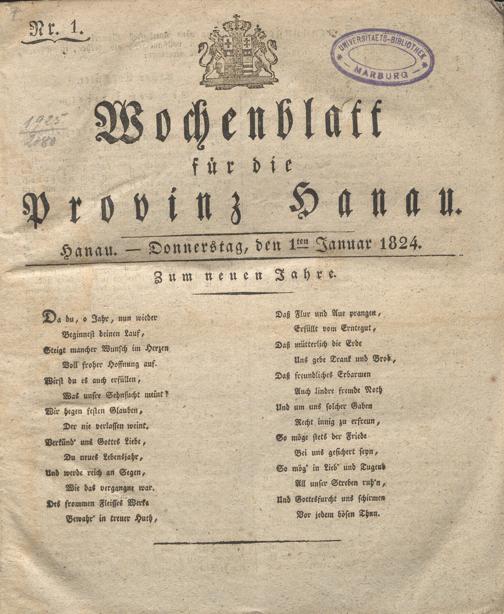 Nr. 1.
UNIVERSITAETS-BIBLIOTHEK
MARBURG
1925
2080
Wochenblatt
für die
Provinz Hanau.
Hanau. — Donnerstag, den 1ten Januar 1824.
Zum neuen Jahre.
Da du, o Jahr, nun wieder
Beginnest deinen Lauf,
Steigt mancher Wunsch im Herzen
Voll froher Hoffnung auf.
Wirst du es auch erfüllen,
Was unsre Sehnsucht meint?
Wir hegen festen Glauben,
Der nie verlassen weint.
Verkünd' uns Gottes Liebe,
Du neues Lebensjahr,
Und werde reich an Segen,
Wie das vergangne war.
Des frommen Fleisses Werke
Bewahr' in treuer Huth,
Daß Flur und Aue prangen,
Erfüllt vom Erntegut,
Daß mütterlich die Erde
Uns gebe Trank und Brod,
Daß freundliches Erbarmen
Auch lindre fremde Noth
Und um uns solcher Gaben
Recht innig zu erfreun,
So möge stets der Friede
Bei uns gesichert seyn,
So mög' in Lieb' und Tugend
All unser Streben ruh'n,
Und Gottesfurcht uns schirmen
Vor jedem bösen Thun.